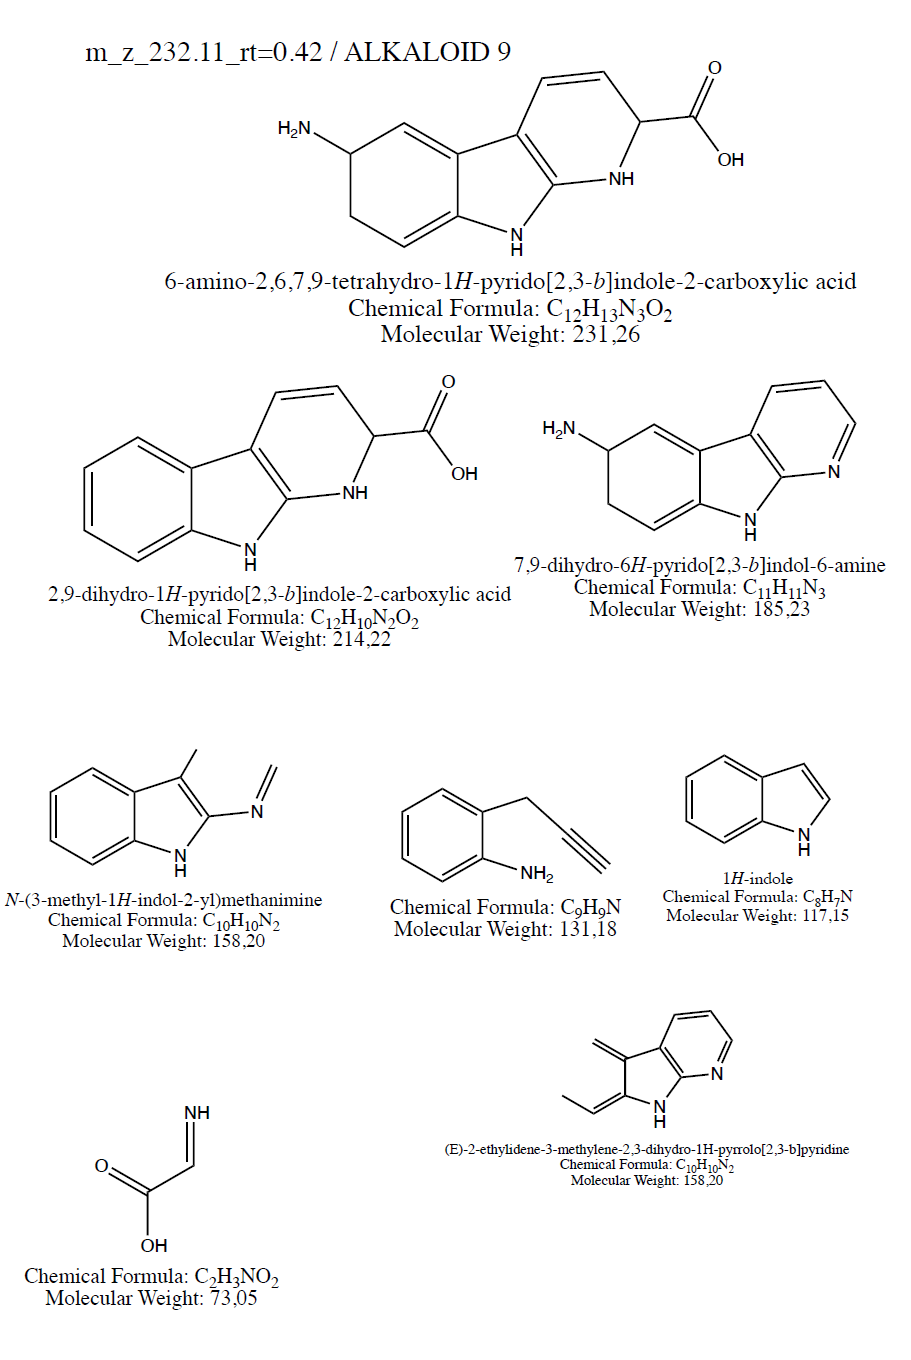 m_z_232.11_rt=0.42 / ALKALOID 9
O
H₂N
OH
NH
N
H
6-amino-2,6,7,9-tetrahydro-1H-pyrido[2,3-b]indole-2-carboxylic acid
Chemical Formula: C₁₂H₁₃N₃O₂
Molecular Weight: 231,26
O
OH
NH
N
H
2,9-dihydro-1H-pyrido[2,3-b]indole-2-carboxylic acid
Chemical Formula: C₁₂H₁₀N₂O₂
Molecular Weight: 214,22
H₂N
N
N
H
7,9-dihydro-6H-pyrido[2,3-b]indol-6-amine
Chemical Formula: C₁₁H₁₁N₃
Molecular Weight: 185,23
N
N
H
N-(3-methyl-1H-indol-2-yl)methanimine
Chemical Formula: C₁₀H₁₀N₂
Molecular Weight: 158,20
NH₂
Chemical Formula: C₉H₉N
Molecular Weight: 131,18
N
H
1H-indole
Chemical Formula: C₈H₇N
Molecular Weight: 117,15
NH
O
OH
Chemical Formula: C₂H₃NO₂
Molecular Weight: 73,05
N
N
H
(E)-2-ethylidene-3-methylene-2,3-dihydro-1H-pyrrolo[2,3-b]pyridine
Chemical Formula: C₁₀H₁₀N₂
Molecular Weight: 158,20